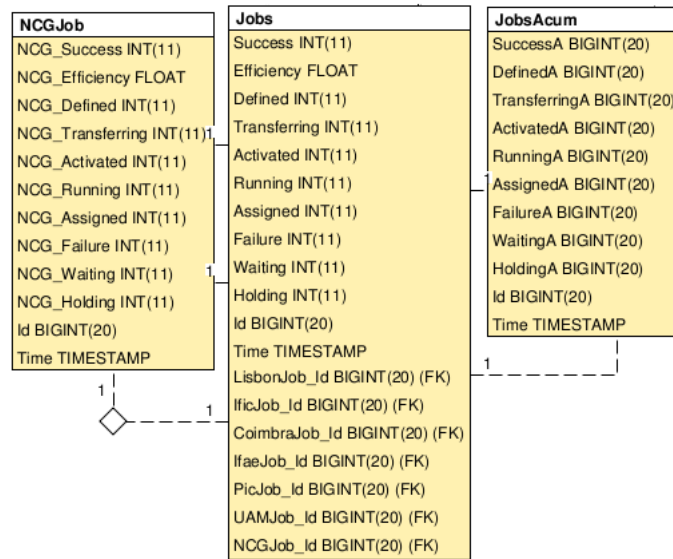 NCGJob
NCG_Success INT(11)
NCG_Efficiency FLOAT
NCG_Defined INT(11)
NCG_Transferring INT(11)
NCG_Activated INT(11)
NCG_Running INT(11)
NCG_Assigned INT(11)
NCG_Failure INT(11)
NCG_Waiting INT(11)
NCG_Holding INT(11)
Id BIGINT(20)
Time TIMESTAMP
1
1
1
1
Jobs
Success INT(11)
Efficiency FLOAT
Defined INT(11)
Transferring INT(11)
Activated INT(11)
Running INT(11)
Assigned INT(11)
Failure INT(11)
Waiting INT(11)
Holding INT(11)
Id BIGINT(20)
Time TIMESTAMP
LisbonJob_Id BIGINT(20) (FK)
IficJob_Id BIGINT(20) (FK)
CoimbraJob_Id BIGINT(20) (FK)
IfaeJob_Id BIGINT(20) (FK)
PicJob_Id BIGINT(20) (FK)
UAMJob_Id BIGINT(20) (FK)
NCGJob_Id BIGINT(20) (FK)
1
1
JobsAcum
SuccessA BIGINT(20)
DefinedA BIGINT(20)
TransferringA BIGINT(20)
ActivatedA BIGINT(20)
RunningA BIGINT(20)
AssignedA BIGINT(20)
FailureA BIGINT(20)
WaitingA BIGINT(20)
HoldingA BIGINT(20)
Id BIGINT(20)
Time TIMESTAMP